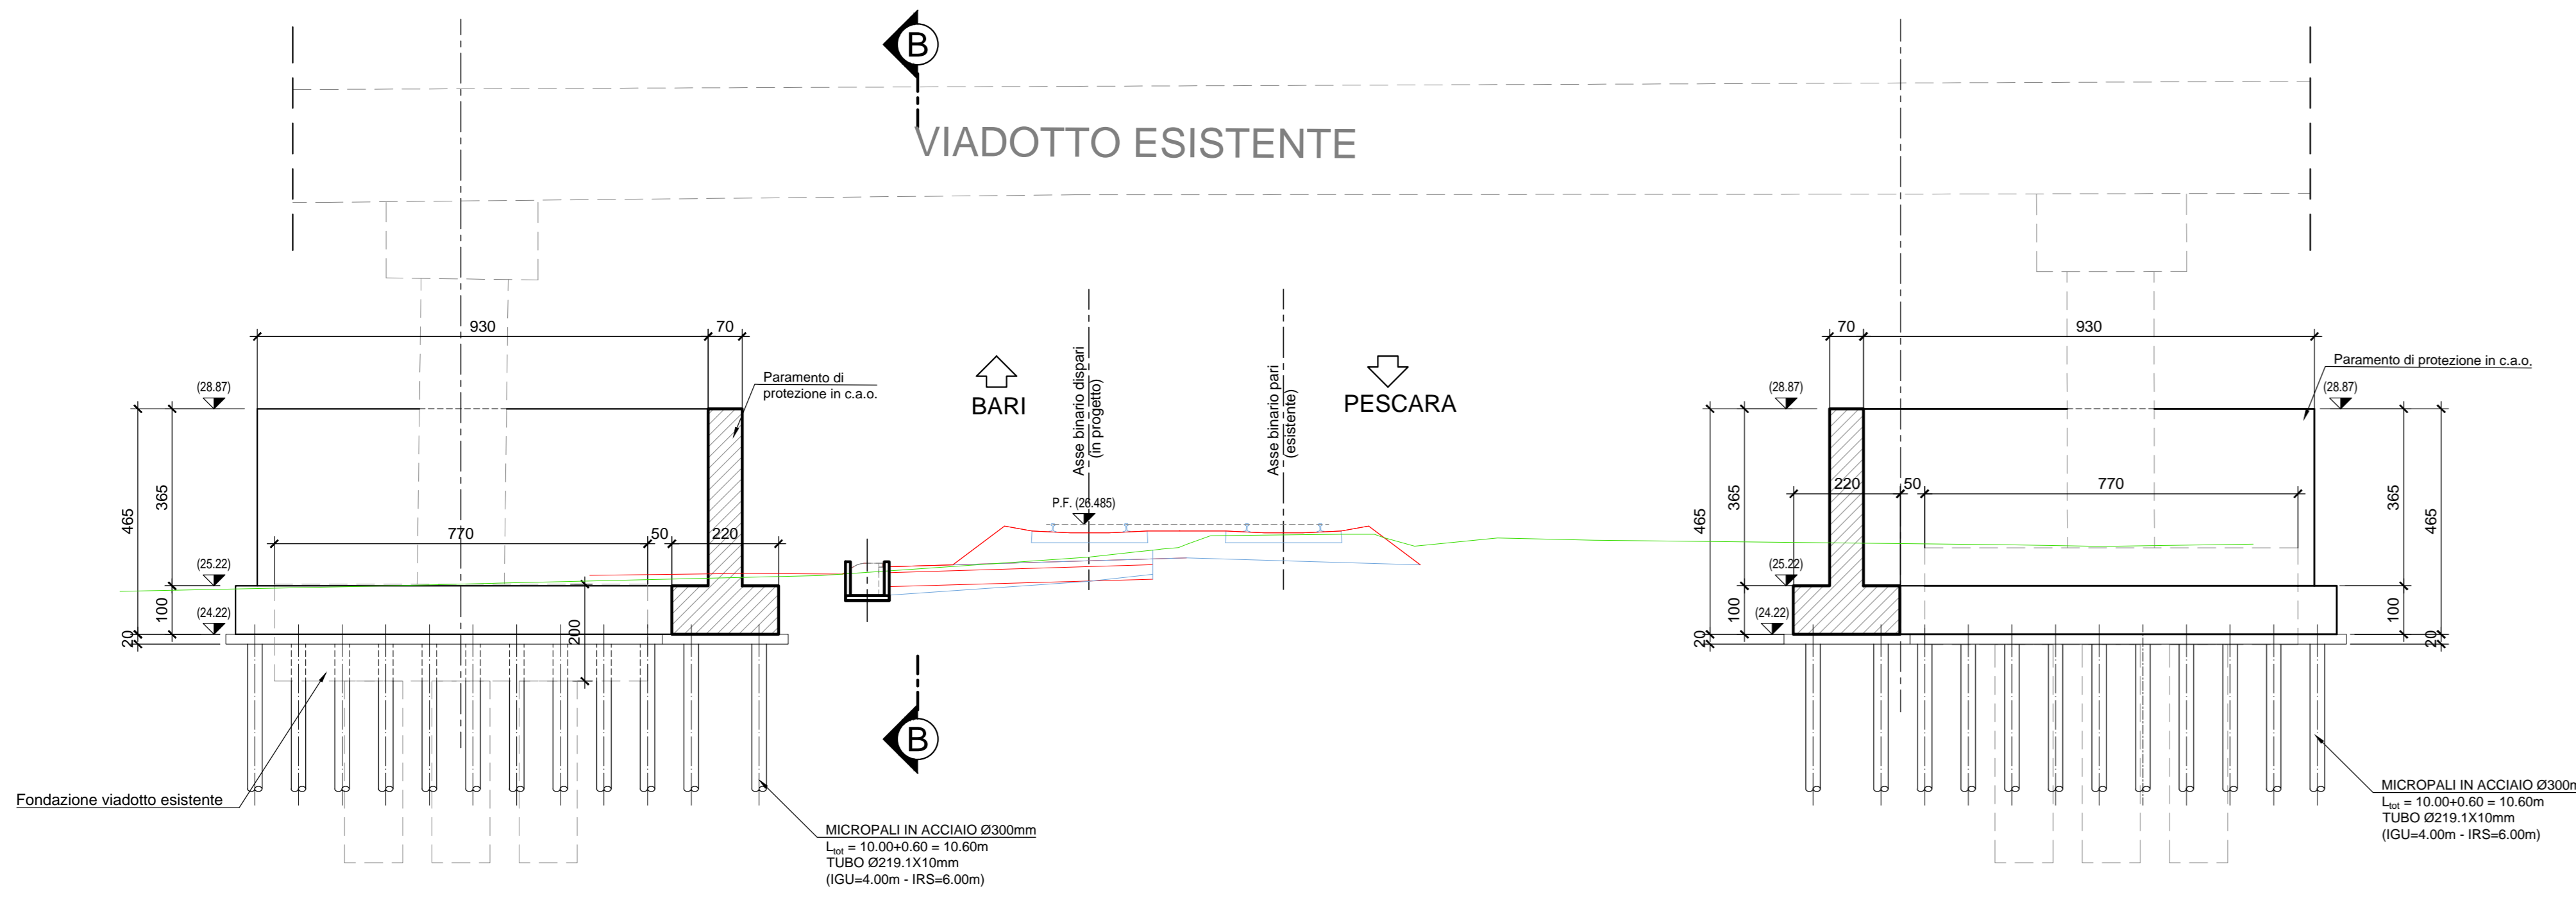 B
VIADOTTO ESISTENTE
930
70
Paramento di
protezione in c.a.o.
(28.87)
465
365
770
50
220
(25.22)
100
(24.22)
20
200
Fondazione viadotto esistente
MICROPALI IN ACCIAIO Ø300mm
Ltot = 10.00+0.60 = 10.60m
TUBO Ø219.1X10mm
(IGU=4.00m - IRS=6.00m)
BARI
Asse binario dispari
(in progetto)
Asse binario pari
(esistente)
PESCARA
P.F. (26.485)
B
70
930
Paramento di protezione in c.a.o.
(28.87)
(28.87)
465
365
220
50
770
365
465
(25.22)
100
100
(24.22)
20
20
MICROPALI IN ACCIAIO Ø300m
Ltot = 10.00+0.60 = 10.60m
TUBO Ø219.1X10mm
(IGU=4.00m - IRS=6.00m)